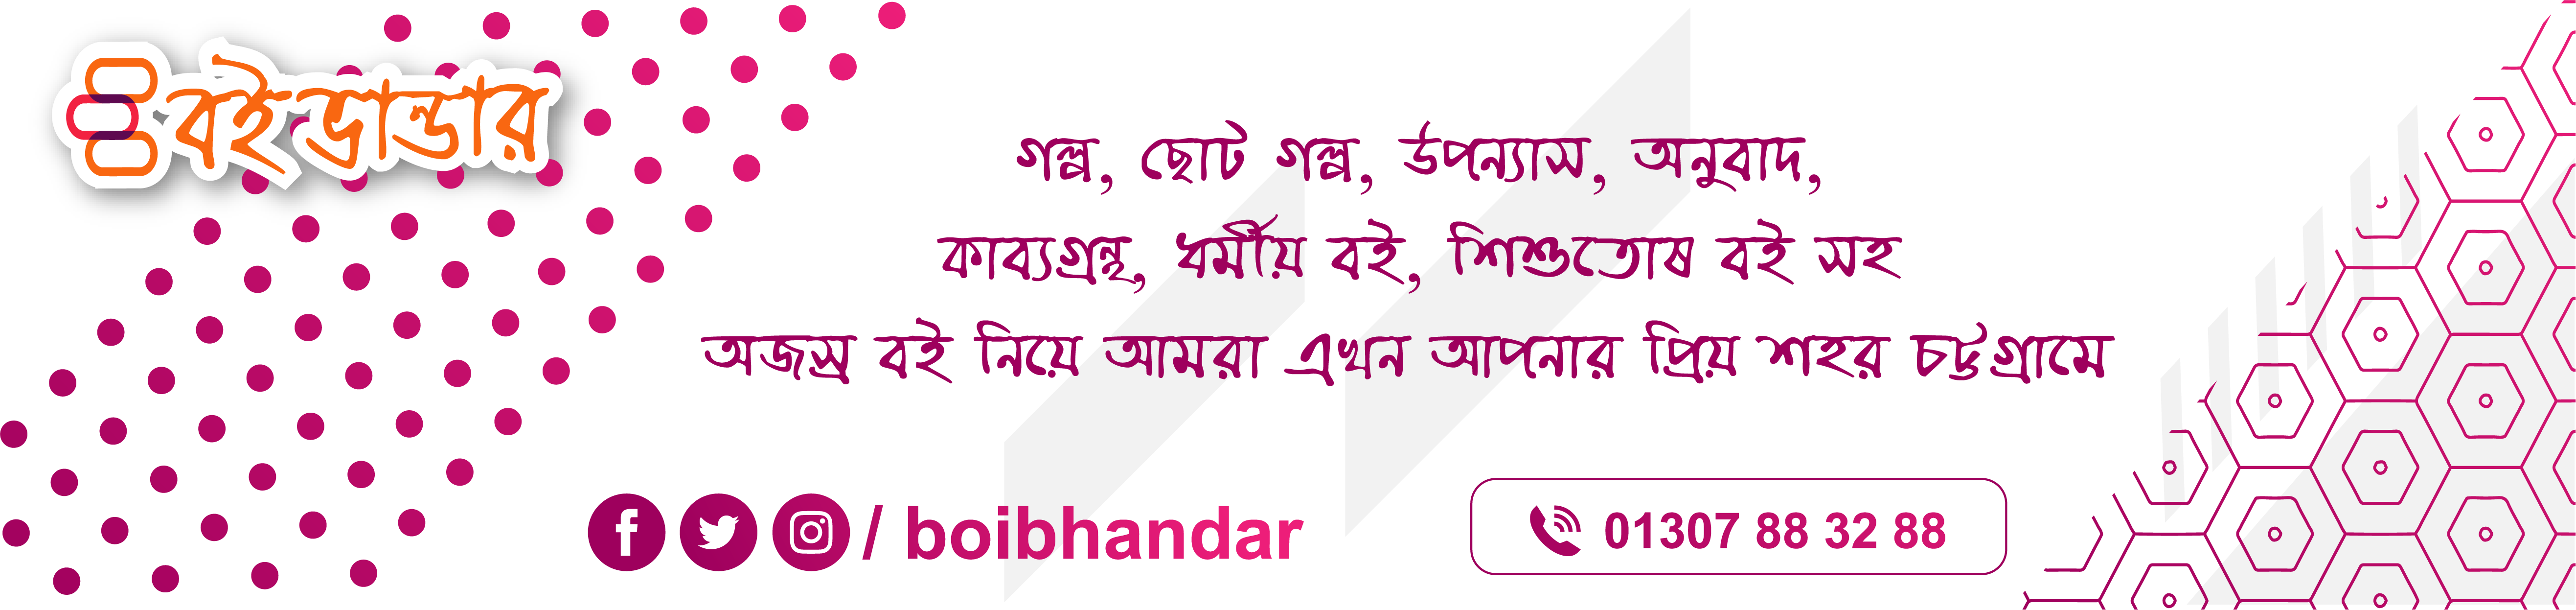 বই ভান্ডার
গল্প, ছোট গল্প, উপন্যাস, অনুবাদ,
কাব্যগ্রন্থ, ধর্মীয় বই, শিশুতোষ বই সহ
অজস্র বই নিয়ে আমরা এখন আপনার প্রিয় শহর চট্টগ্রামে
/ boibhandar
01307 88 32 88